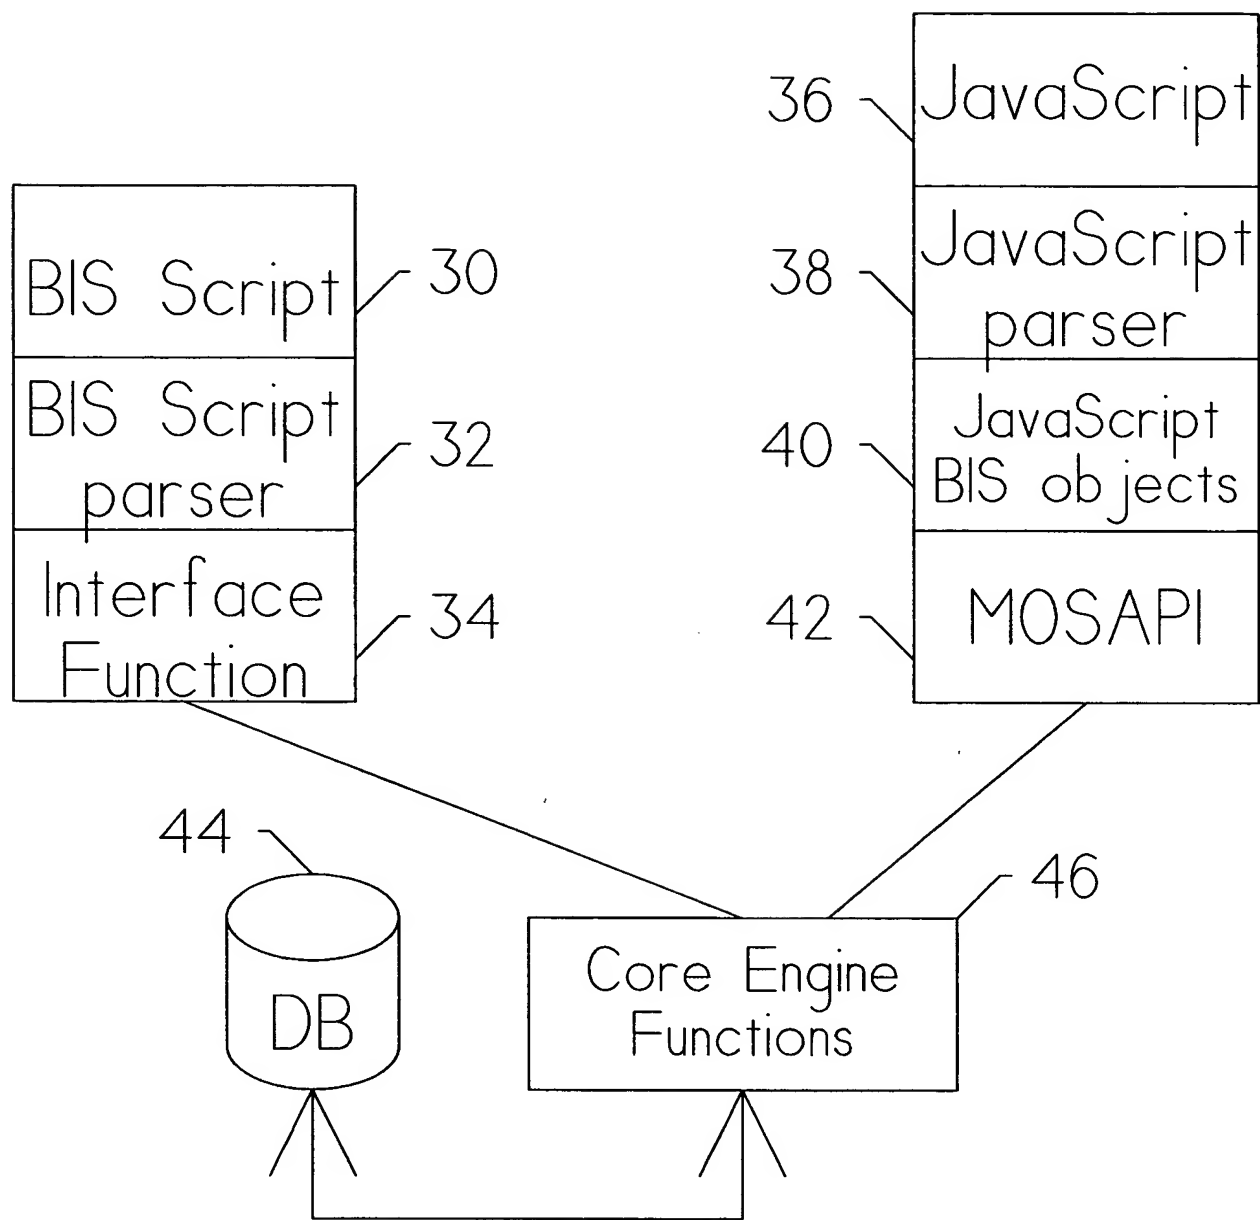 BIS Script
30
BIS Script
parser
32
Interface
Function
34
JavaScript
36
JavaScript
parser
38
JavaScript
BIS objects
40
MOSAPI
42
44
DB
Core Engine
Functions
46